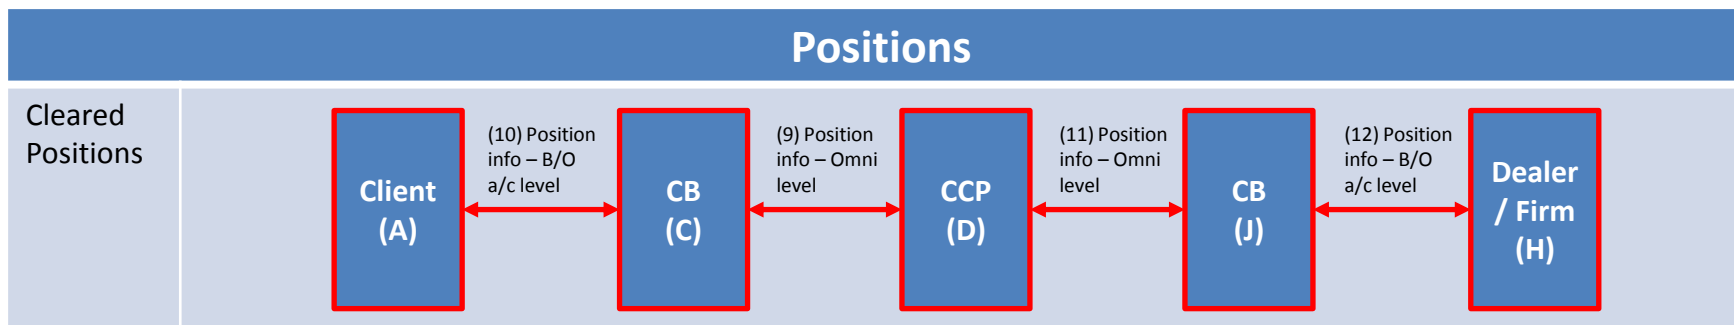 Positions
Cleared
Positions
Client
(A)
(10) Position
info – B/O
a/c level
CB
(C)
(9) Position
info – Omni
level
CCP
(D)
(11) Position
info – Omni
level
CB
(J)
(12) Position
info – B/O
a/c level
Dealer
/ Firm
(H)